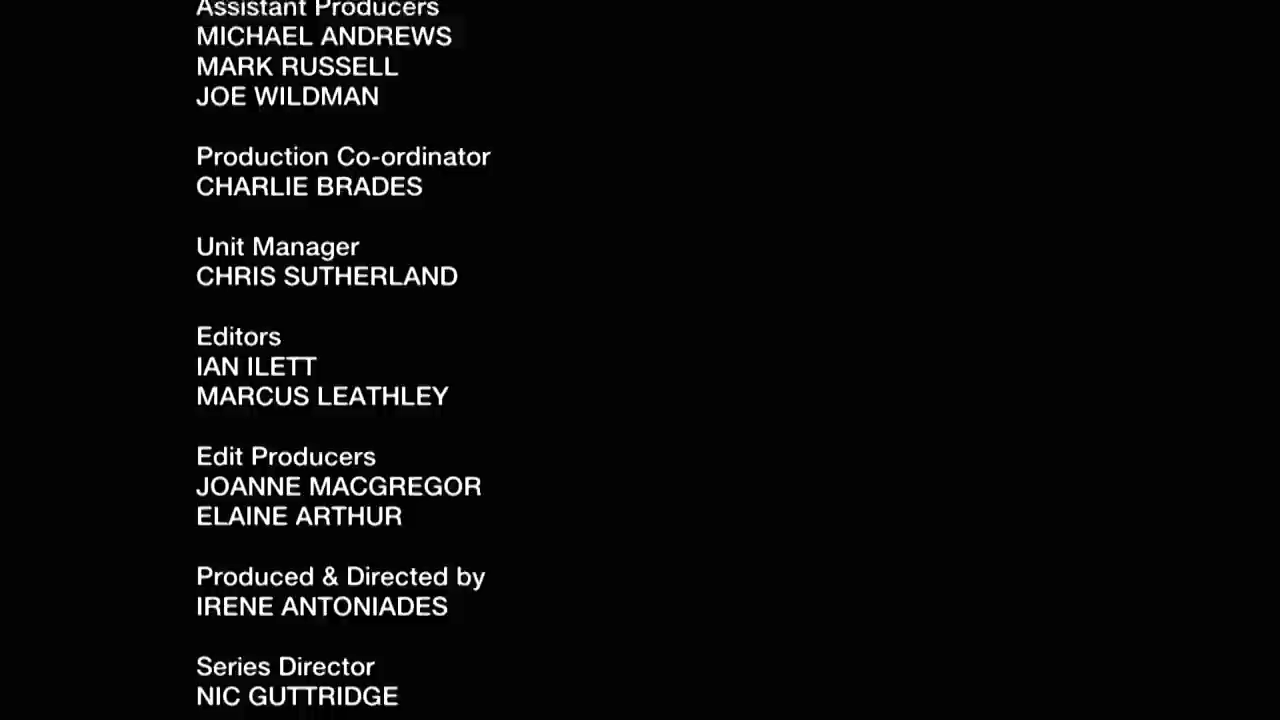 Assistant Producers
MICHAEL ANDREWS
MARK RUSSELL
JOE WILDMAN
Production Co-ordinator
CHARLIE BRADES
Unit Manager
CHRIS SUTHERLAND
Editors
IAN ILETT
MARCUS LEATHLEY
Edit Producers
JOANNE MACGREGOR
ELAINE ARTHUR
Produced & Directed by
IRENE ANTONIADES
Series Director
NIC GUTTRIDGE